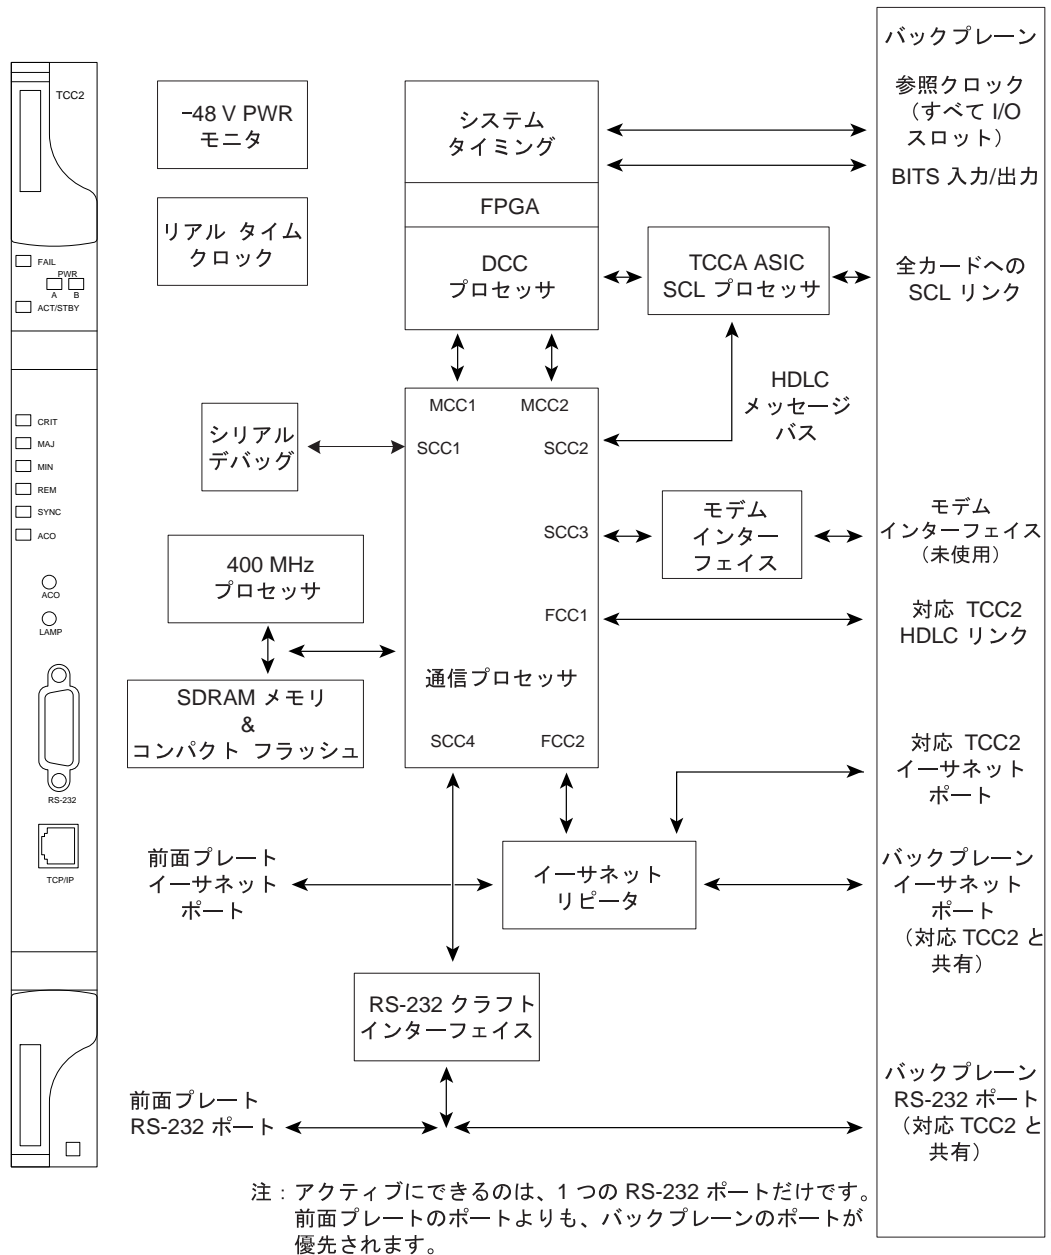 TCC2
FAIL
PWR
A B
ACT/STBY
CRIT
MAJ
MIN
REM
SYNC
ACO
ACO
LAMP
RS-232
TCP/IP
−48 V PWR
モニタ
リアル タイム
クロック
システム
タイミング
FPGA
DCC
プロセッサ
TCCA ASIC
SCL プロセッサ
HDLC
メッセージ
バス
シリアル
デバッグ
MCC1 MCC2
SCC1 SCC2
SCC3
FCC1
通信プロセッサ
SCC4 FCC2
モデム
インター
フェイス
400 MHz
プロセッサ
SDRAM メモリ
&
コンパクト フラッシュ
前面プレート
イーサネット
ポート
イーサネット
リピータ
RS-232 クラフト
インターフェイス
前面プレート
RS-232 ポート
バックプレーン
参照クロック
（すべて I/O
スロット）
BITS 入力/出力
全カードへの
SCL リンク
モデム
インターフェイス
（未使用）
対応 TCC2
HDLC リンク
対応 TCC2
イーサネット
ポート
バックプレーン
イーサネット
ポート
（対応 TCC2 と
共有）
バックプレーン
RS-232 ポート
（対応 TCC2 と
共有）
注 : アクティブにできるのは、1 つの RS-232 ポートだけです。
前面プレートのポートよりも、バックプレーンのポートが
優先されます。